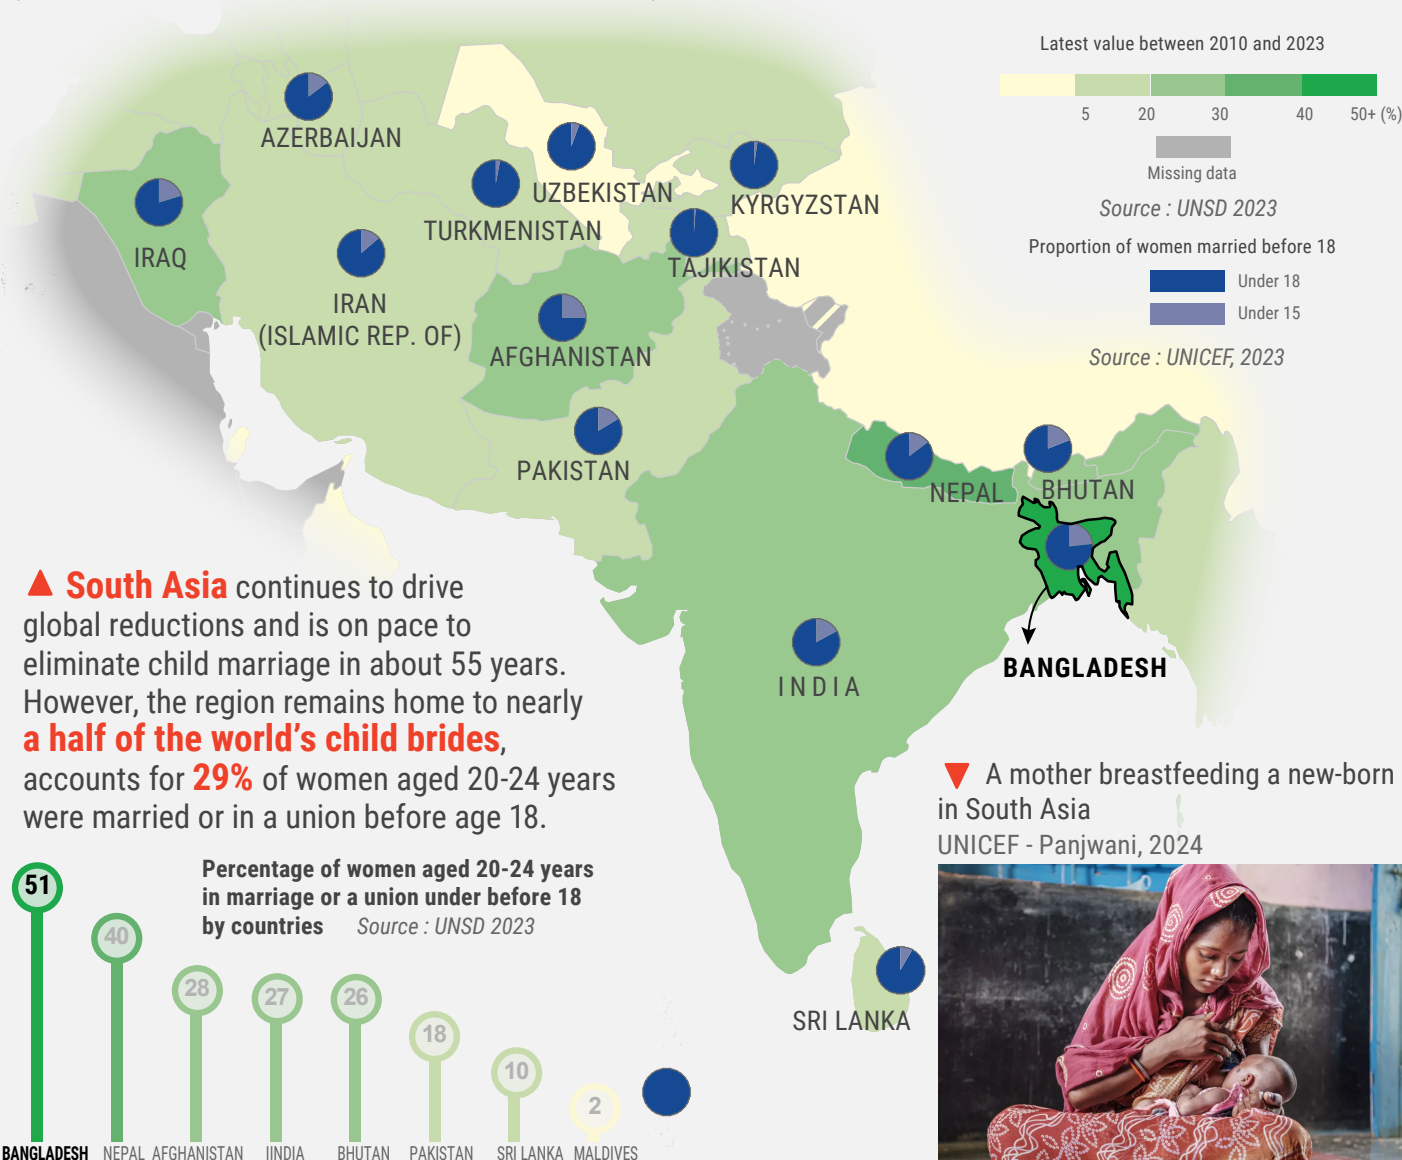 Latest value between 2010 and 2023
5 20 30 40 50+ (%)
Missing data
Source : UNSD 2023
Proportion of women married before 18
Under 18
Under 15
Source : UNICEF, 2023
AZERBAIJAN
UZBEKISTAN
KYRGYZSTAN
TURKMENISTAN
IRAQ
TAJIKISTAN
IRAN
(ISLAMIC REP. OF)
AFGHANISTAN
PAKISTAN
NEPAL
BHUTAN
BANGLADESH
INDIA
SRI LANKA
South Asia continues to drive
global reductions and is on pace to
eliminate child marriage in about 55 years.
However, the region remains home to nearly
a half of the world’s child brides,
accounts for 29% of women aged 20-24 years
were married or in a union before age 18.
A mother breastfeeding a new-born
in South Asia
UNICEF - Panjwani, 2024
Percentage of women aged 20-24 years
in marriage or a union under before 18
by countries Source : UNSD 2023
51
40
28
27
26
18
10
2
BANGLADESH NEPAL AFGHANISTAN IINDIA BHUTAN PAKISTAN SRI LANKA MALDIVES